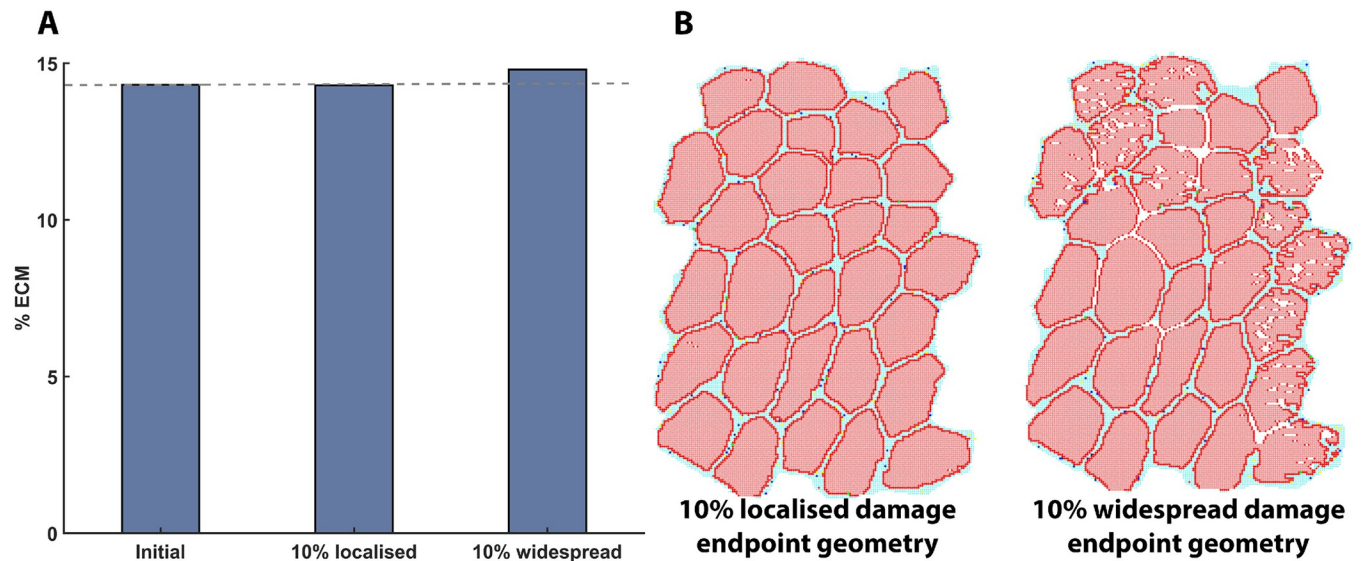 A
B
15
10
5
0
% ECM
Initial
10% localised
10% widespread
10% localised damage
endpoint geometry
10% widespread damage
endpoint geometry